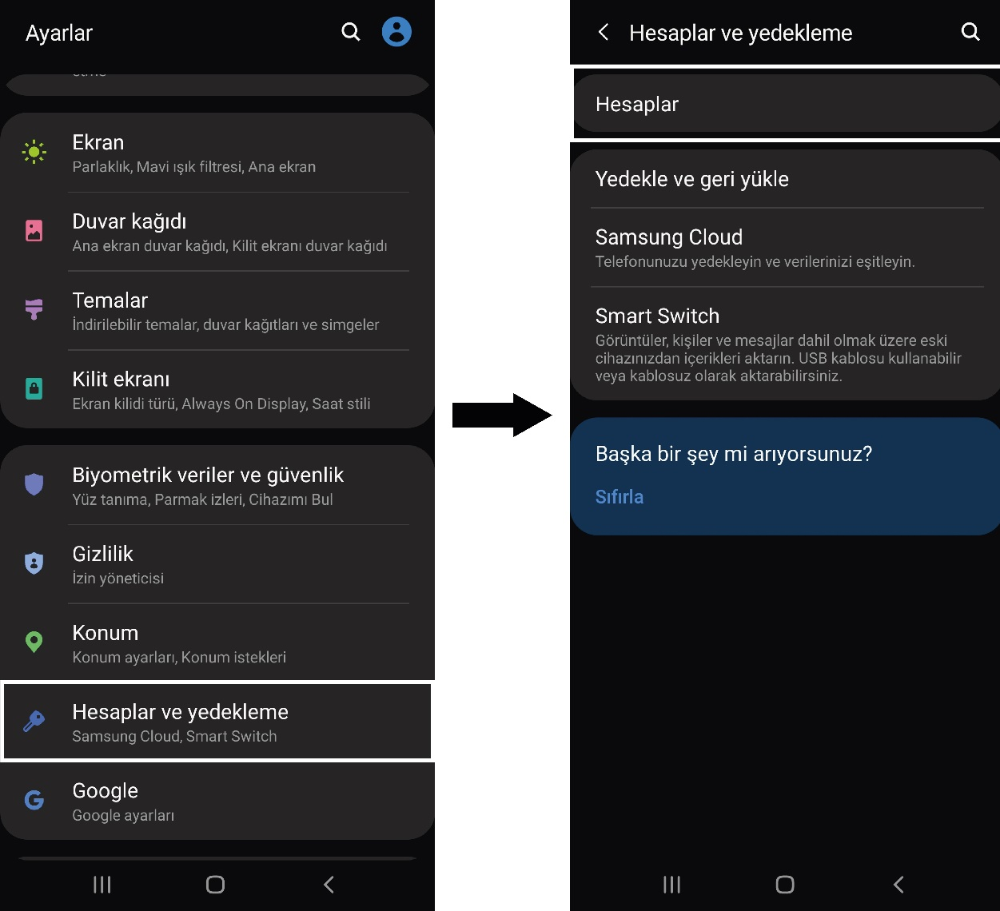 Ayarlar
Ekran
Parlaklık, Mavi ışık filtresi, Ana ekran
Duvar kağıdı
Ana ekran duvar kağıdı, Kilit ekranı duvar kağıdı
Temalar
İndirilebilir temalar, duvar kağıtları ve simgeler
Kilit ekranı
Ekran kilidi türü, Always On Display, Saat stili
Biyometrik veriler ve güvenlik
Yüz tanıma, Parmak izleri, Cihazımı Bul
Gizlilik
İzin yöneticisi
Konum
Konum ayarları, Konum istekleri
Hesaplar ve yedekleme
Samsung Cloud, Smart Switch
Google
Google ayarları
Hesaplar ve yedekleme
Hesaplar
Yedekle ve geri yükle
Samsung Cloud
Telefonunuzu yedekleyin ve verilerinizi eşitleyin.
Smart Switch
Görüntüler, kişiler ve mesajlar dahil olmak üzere eski
cihazınızdan içerikleri aktarın. USB kablosu kullanabilir
veya kablosuz olarak aktarabilirsiniz.
Başka bir şey mi arıyorsunuz?
Sıfırla